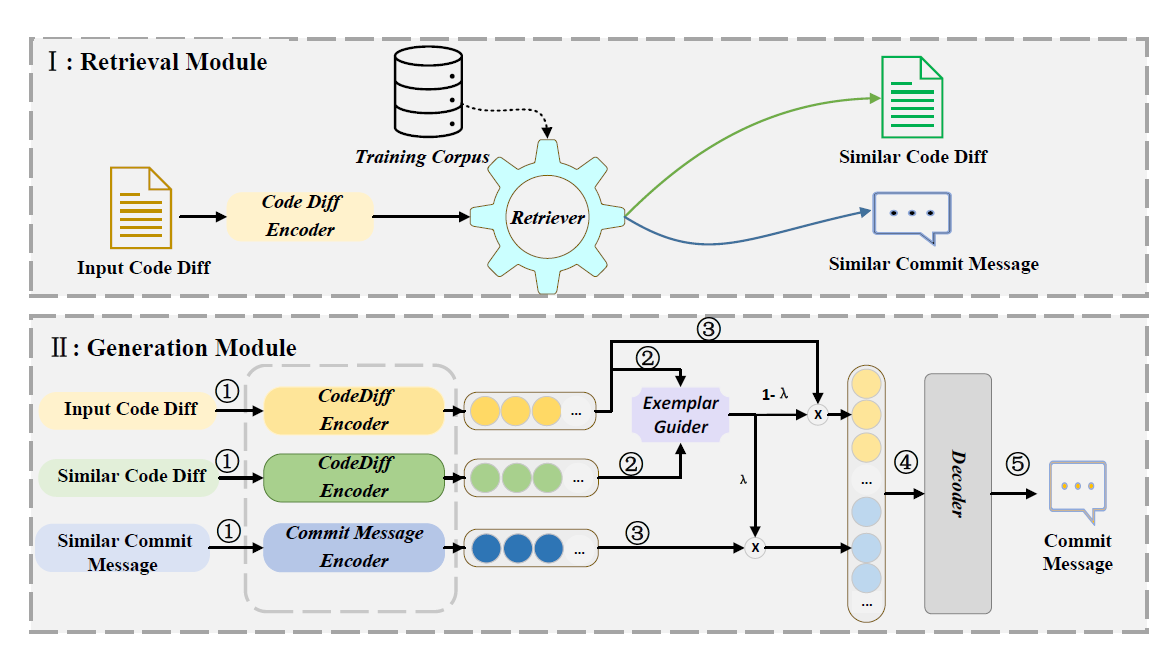 Ⅰ: Retrieval Module
Training Corpus
Similar Code Diff
Code Diff
Encoder
Retriever
Input Code Diff
Similar Commit Message
Ⅱ: Generation Module
③
②
①
Input Code Diff
CodeDiff
Encoder
...
Exemplar
Guider
1- λ
X
①
Similar Code Diff
CodeDiff
Encoder
...
②
λ
...
④
Decoder
⑤
①
Similar Commit
Message
Commit Message
Encoder
...
③
X
...
Commit
Message